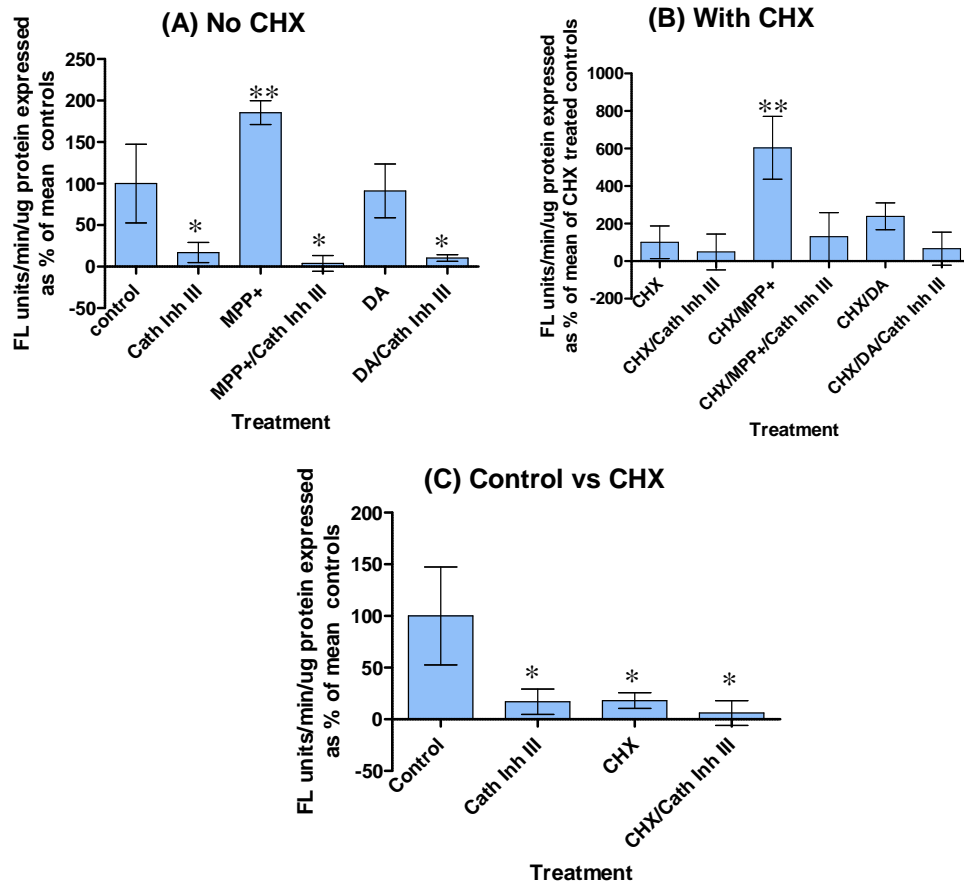 (A) No CHX
FL units/min/ug protein expressed
as % of mean controls
250
200
150
100
50
0
-50
*
**
*
*
control
Cath Inh III
MPP+
MPP+/Cath Inh III
DA
DA/Cath Inh III
Treatment
(B) With CHX
FL units/min/ug protein expressed
as % of mean of CHX treated controls
1000
800
600
400
200
0
-200
**
CHX
CHX/Cath Inh III
CHX/MPP+
CHX/MPP+/Cath Inh III
CHX/DA
CHX/DA/Cath Inh III
Treatment
(C) Control vs CHX
FL units/min/ug protein expressed
as % of mean controls
200
150
100
50
0
-50
*
*
*
Control
Cath Inh III
CHX
CHX/Cath Inh III
Treatment